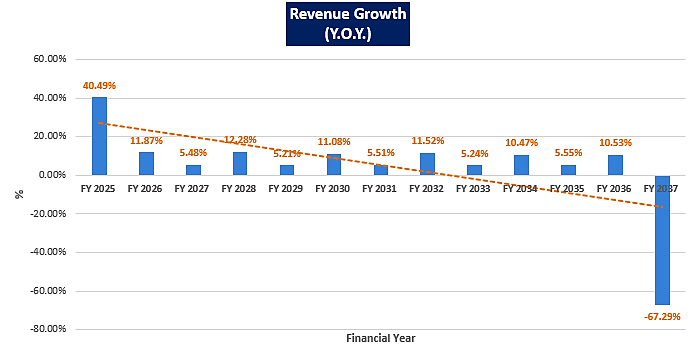 Revenue Growth
(Y.O.Y.)
60.00%
40.00%
20.00%
0.00%
-20.00%
-40.00%
-60.00%
-80.00%
%
40.49%
11.87%
5.48%
12.28%
5.21%
11.08%
5.51%
11.52%
5.24%
10.47%
5.55%
10.53%
-67.29%
FY 2025
FY 2026
FY 2027
FY 2028
FY 2029
FY 2030
FY 2031
FY 2032
FY 2033
FY 2034
FY 2035
FY 2036
FY 2037
Financial Year